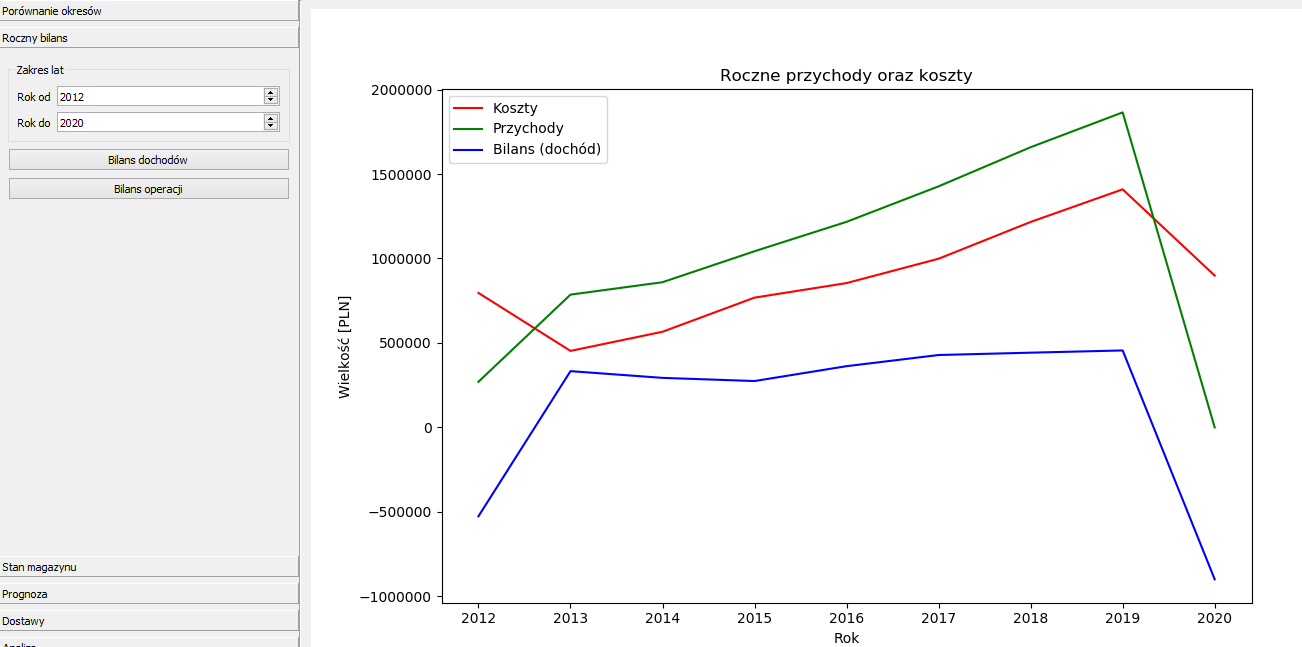 Porównanie okresów
Roczny bilans
Zakres lat
Rok od 2012
Rok do 2020
Bilans dochodów
Bilans operacji
Stan magazynu
Prognoza
Dostawy
Roczne przychody oraz koszty
Koszty
Przychody
Bilans (dochód)
2000000
1500000
1000000
500000
0
−500000
−1000000
Wielkość [PLN]
2012 2013 2014 2015 2016 2017 2018 2019 2020
Rok